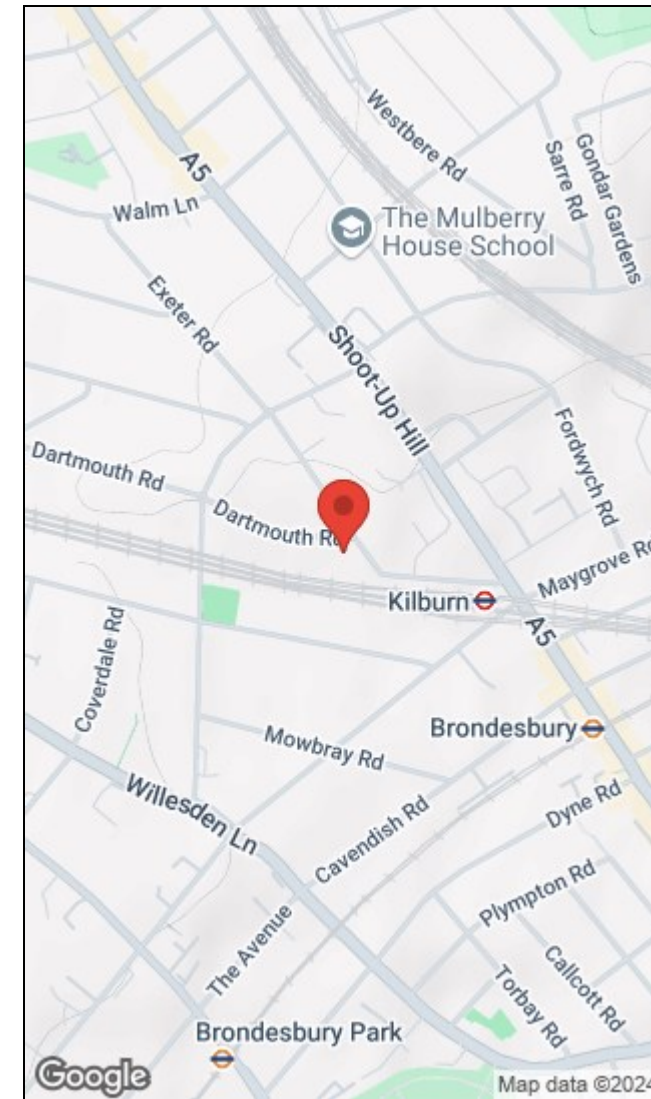 Westbere Rd
Sarre Rd
Gondar Gardens
A5
Walm Ln
The Mulberry
House School
Exeter Rd
Shoot-Up Hill
Fordwych Rd
Dartmouth Rd
Dartmouth Rd
Maygrove Rd
Kilburn
A5
Coverdale Rd
Brondesbury
Mowbray Rd
Willesden Ln
Cavendish Rd
Dyne Rd
Plympton Rd
The Avenue
Callcott Rd
Torbay Rd
Brondesbury Park
Google
Map data ©2024